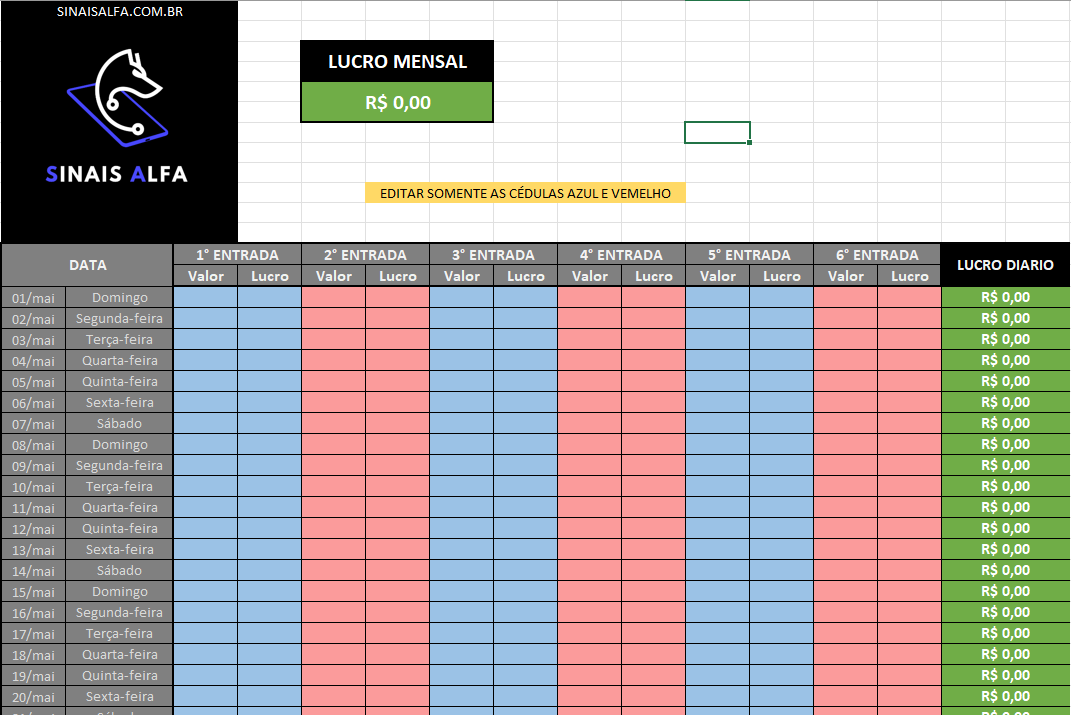 SINAISALFA.COM.BR
SINAIS ALFA
LUCRO MENSAL
R$ 0,00
EDITAR SOMENTE AS CÉDULAS AZUL E VEMELHO
DATA 1° ENTRADA 2° ENTRADA 3° ENTRADA 4° ENTRADA 5° ENTRADA 6° ENTRADA LUCRO DIARIO
Valor Lucro Valor Lucro Valor Lucro Valor Lucro Valor Lucro Valor Lucro
01/mai Domingo R$ 0,00
02/mai Segunda-feira R$ 0,00
03/mai Terça-feira R$ 0,00
04/mai Quarta-feira R$ 0,00
05/mai Quinta-feira R$ 0,00
06/mai Sexta-feira R$ 0,00
07/mai Sábado R$ 0,00
08/mai Domingo R$ 0,00
09/mai Segunda-feira R$ 0,00
10/mai Terça-feira R$ 0,00
11/mai Quarta-feira R$ 0,00
12/mai Quinta-feira R$ 0,00
13/mai Sexta-feira R$ 0,00
14/mai Sábado R$ 0,00
15/mai Domingo R$ 0,00
16/mai Segunda-feira R$ 0,00
17/mai Terça-feira R$ 0,00
18/mai Quarta-feira R$ 0,00
19/mai Quinta-feira R$ 0,00
20/mai Sexta-feira R$ 0,00